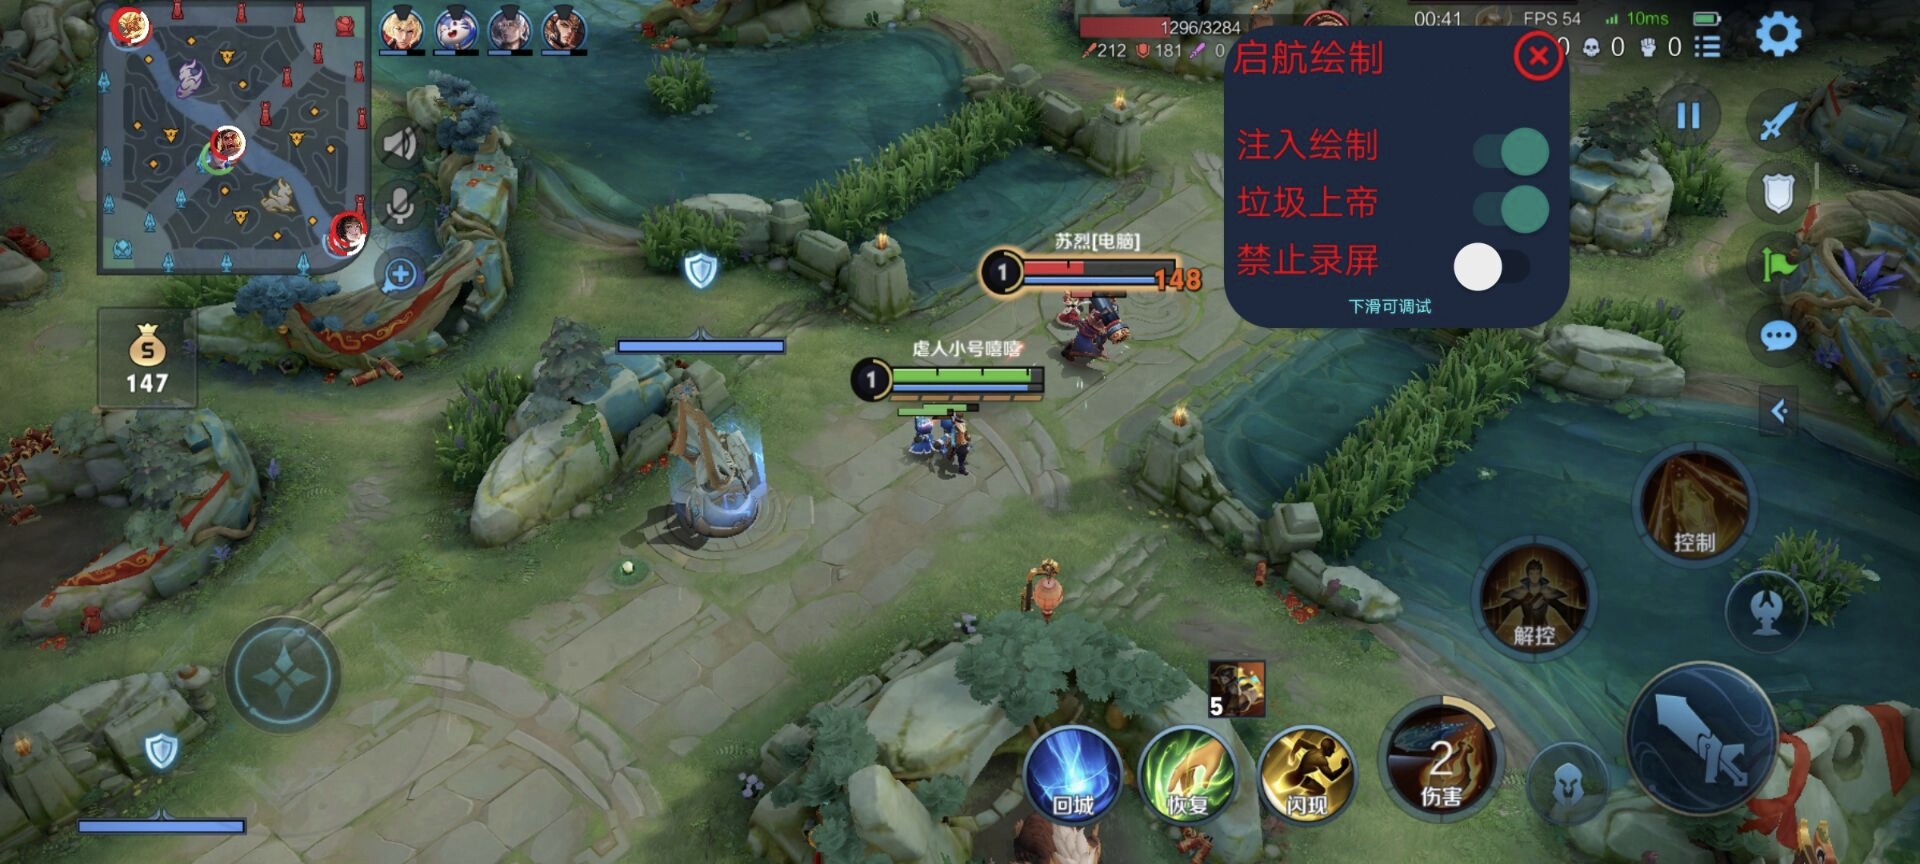 1296/3284
212 181 0
00:41 FPS 54 10ms
0 0 0
启航绘制
注入绘制
垃圾上帝
禁止录屏
下滑可调试
苏烈[电脑]
1
148
虐人小号嘻嘻
1
S
147
控制
解控
5
2
回城
恢复
闪现
伤害